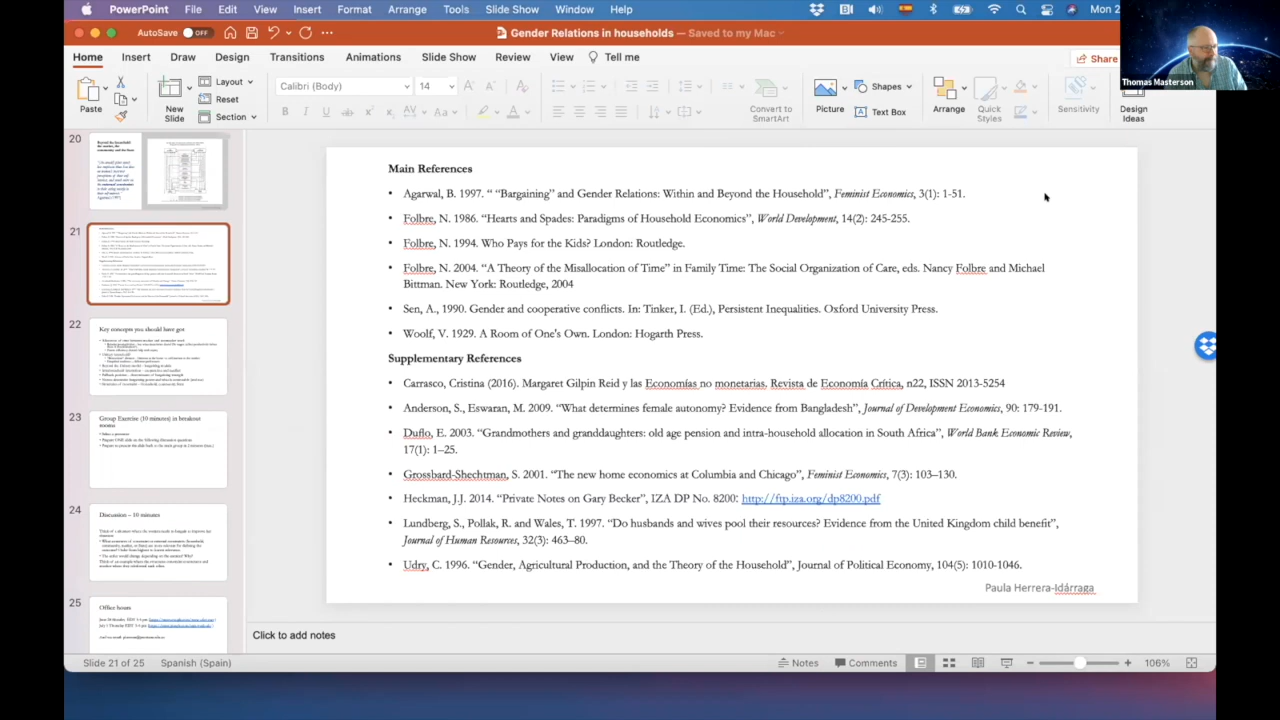 PowerPoint File Edit View Insert Format Arrange Tools Slide Show Window Help Mon 2
AutoSave OFF Gender Relations in households — Saved to my Mac
Thomas Masterson
Home Insert Draw Design Transitions Animations Slide Show Review View Tell me Share
Paste New Slide Layout Reset Section Calibri (Body) 14 Convert to SmartArt Picture Shapes Text Box Arrange Quick Styles Sensitivity Design Ideas
20
Beyond the household
21
22
Key concepts you should have got
23
Group Exercise (10 minutes) in breakout
rooms
24
Discussion – 10 minutes
25
Office hours
Main References
• Agarwal, B. 1997. “ “Bargaining” and Gender Relations: Within and Beyond the Household”, Feminist Economics, 3(1): 1-51.
• Folbre, N. 1986. “Hearts and Spades: Paradigms of Household Economics”, World Development, 14(2): 245-255.
• Folbre, N. 1994. Who Pays for the Kids? London: Routledge.
• Folbre, N. 2004. “A Theory of the Misallocation of Time” in Family Time: The Social Organization of Care, eds. Nancy Folbre and Michael
Bittman. New York: Routledge, 2004
• Sen, A., 1990. Gender and cooperative conflicts. In: Tinker, I. (Ed.), Persistent Inequalities. Oxford University Press.
• Woolf, V. 1929. A Room of One’s Own. London: Hogarth Press.
Supplementary References
• Carrasco, Cristina (2016). Margaret Gilpin Reid y las Economías no monetarias. Revista de Economía Crítica, n22, ISSN 2013-5254
• Anderson, S., Eswaran, M. 2009. “What determines female autonomy? Evidence from Bangladesh”, Journal of Development Economics, 90: 179-191.
• Duflo, E. 2003. “Grandmothers and granddaughters: old age pension and intra-household allocation in South Africa”, World Bank Economic Review,
17(1): 1–25.
• Grossbard-Shechtman, S. 2001. “The new home economics at Columbia and Chicago”, Feminist Economics, 7(3): 103–130.
• Heckman, J.J. 2014. “Private Notes on Gary Becker”, IZA DP No. 8200: http://ftp.iza.org/dp8200.pdf
• Lundberg, S., Pollak, R. and Wales, T. 1997. “Do husbands and wives pool their resources? Evidence from the United Kingdom child benefit”,
Journal of Human Resources, 32(3): 463–80.
• Udry, C. 1996. “Gender, Agricultural Production, and the Theory of the Household”, Journal of Political Economy, 104(5): 1010-1046.
Paula Herrera-Idárraga
Click to add notes
Slide 21 of 25 Spanish (Spain) Notes Comments 106%